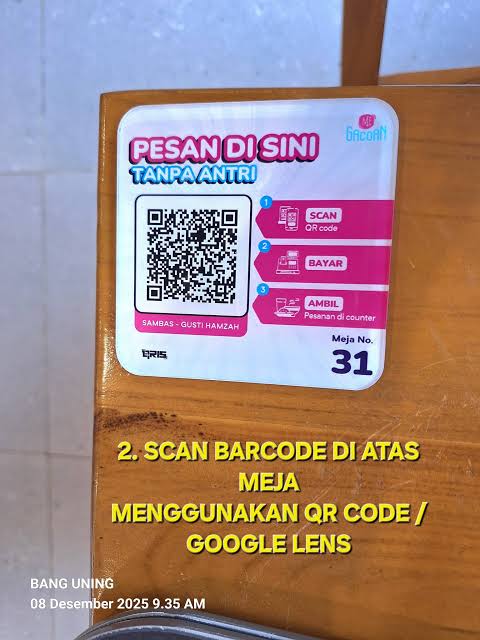 MIE
GACOAN
PESAN DI SINI
TANPA ANTRI
1
SCAN
QR code
2
BAYAR
3
AMBIL
Pesanan di counter
SAMBAS - GUSTI HAMZAH
QRIS
Meja No.
31
2. SCAN BARCODE DI ATAS
MEJA
MENGGUNAKAN QR CODE /
GOOGLE LENS
BANG UNING
08 Desember 2025 9.35 AM